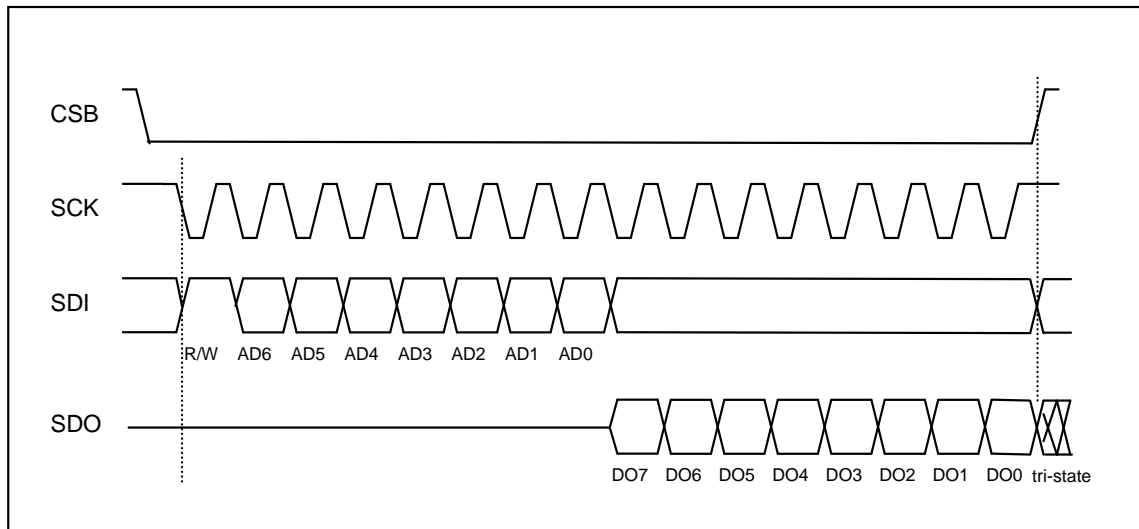 CSB
SCK
SDI
R/W AD6 AD5 AD4 AD3 AD2 AD1 AD0
SDO
DO7 DO6 DO5 DO4 DO3 DO2 DO1 DO0 tri-state